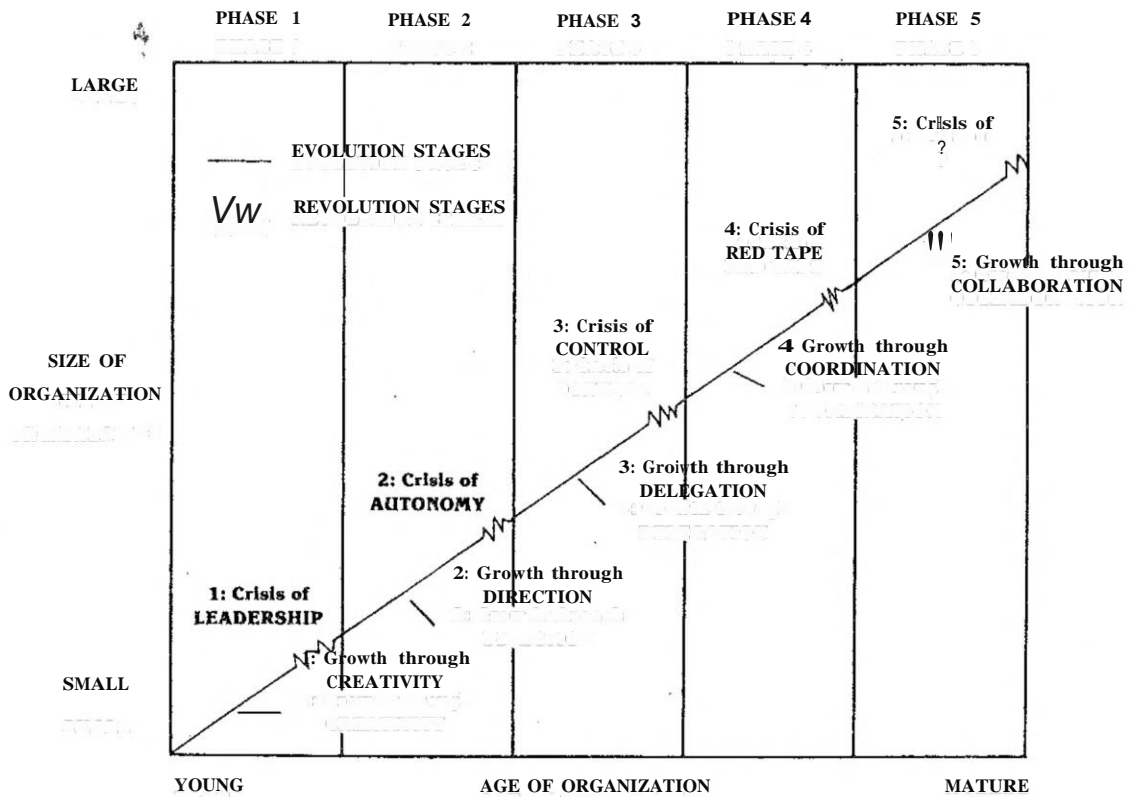 PHASE 1 PHASE 2 PHASE 3 PHASE 4 PHASE 5
LARGE
5: Crisls of
?
EVOLUTION STAGES
Vw REVOLUTION STAGES
4: Crisis of
RED TAPE
5: Growth through
COLLABORATION
3: Crisis of
CONTROL
SIZE OF
ORGANIZATION
4 Growth through
COORDINATION
2: Crisis of
AUTONOMY
3: Groiwth through
DELEGATION
1: Crisis of
LEADERSHIP
2: Growth through
DIRECTION
: Growth through
CREATIVITY
SMALL
YOUNG AGE OF ORGANIZATION MATURE